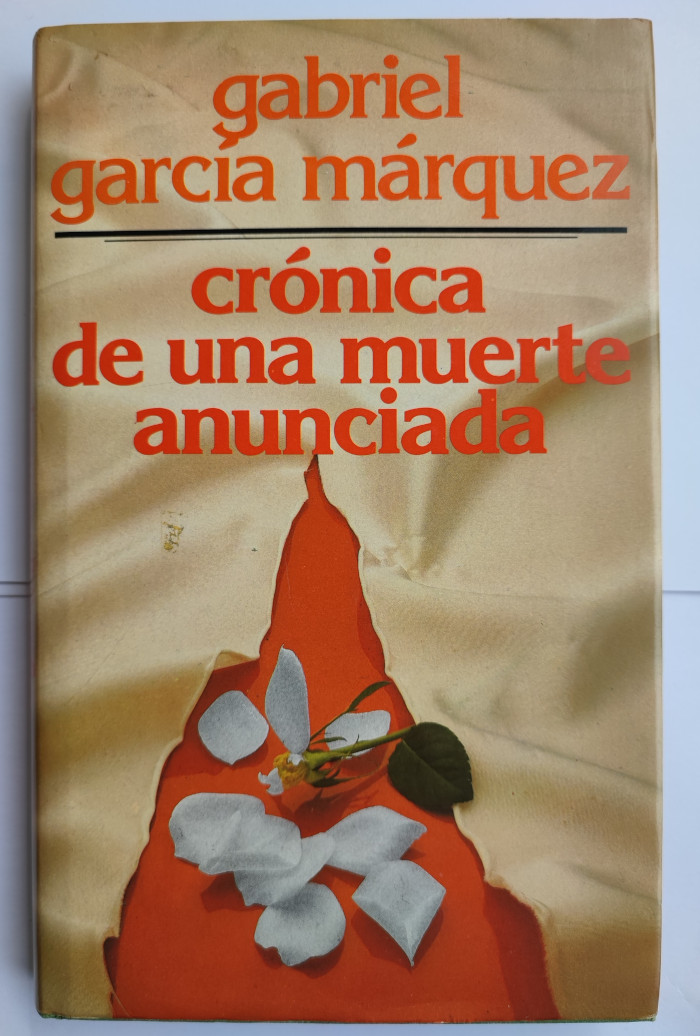 gabriel
garcía márquez
crónica
de una muerte
anunciada